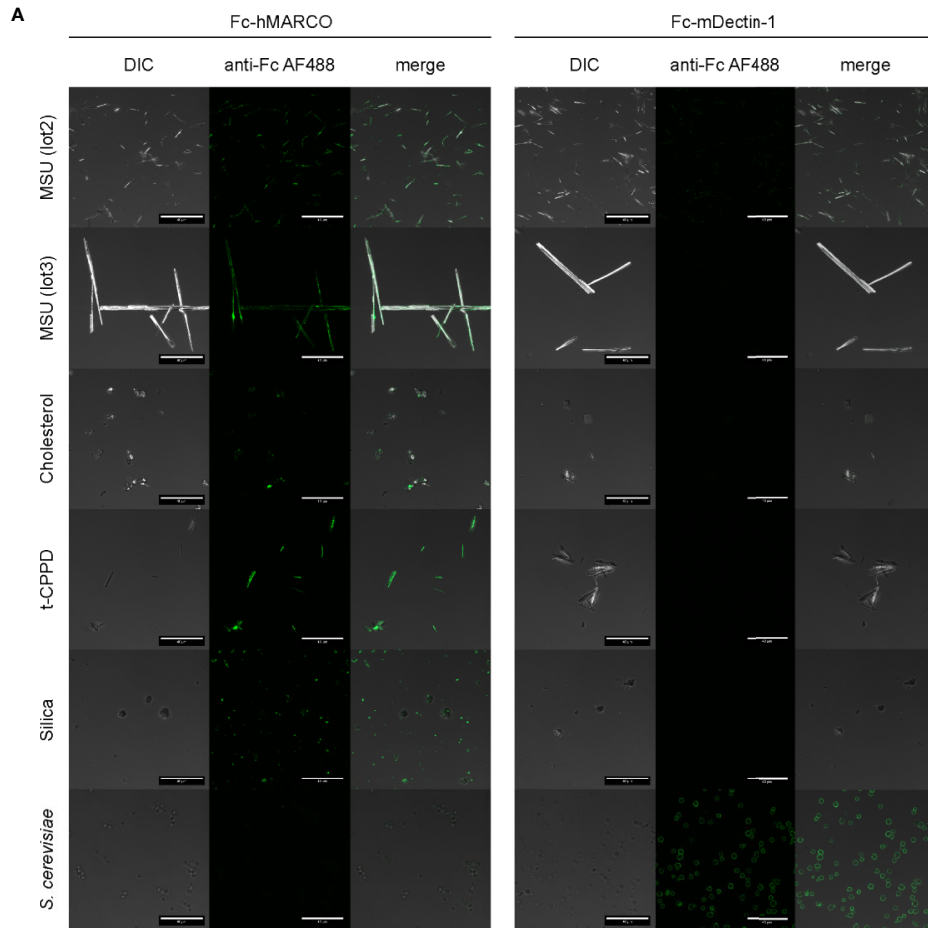 A
Fc-hMARCO
Fc-mDectin-1
DIC
anti-Fc AF488
merge
DIC
anti-Fc AF488
merge
MSU (lot2)
MSU (lot3)
Cholesterol
t-CPPD
Silica
S. cerevisiae